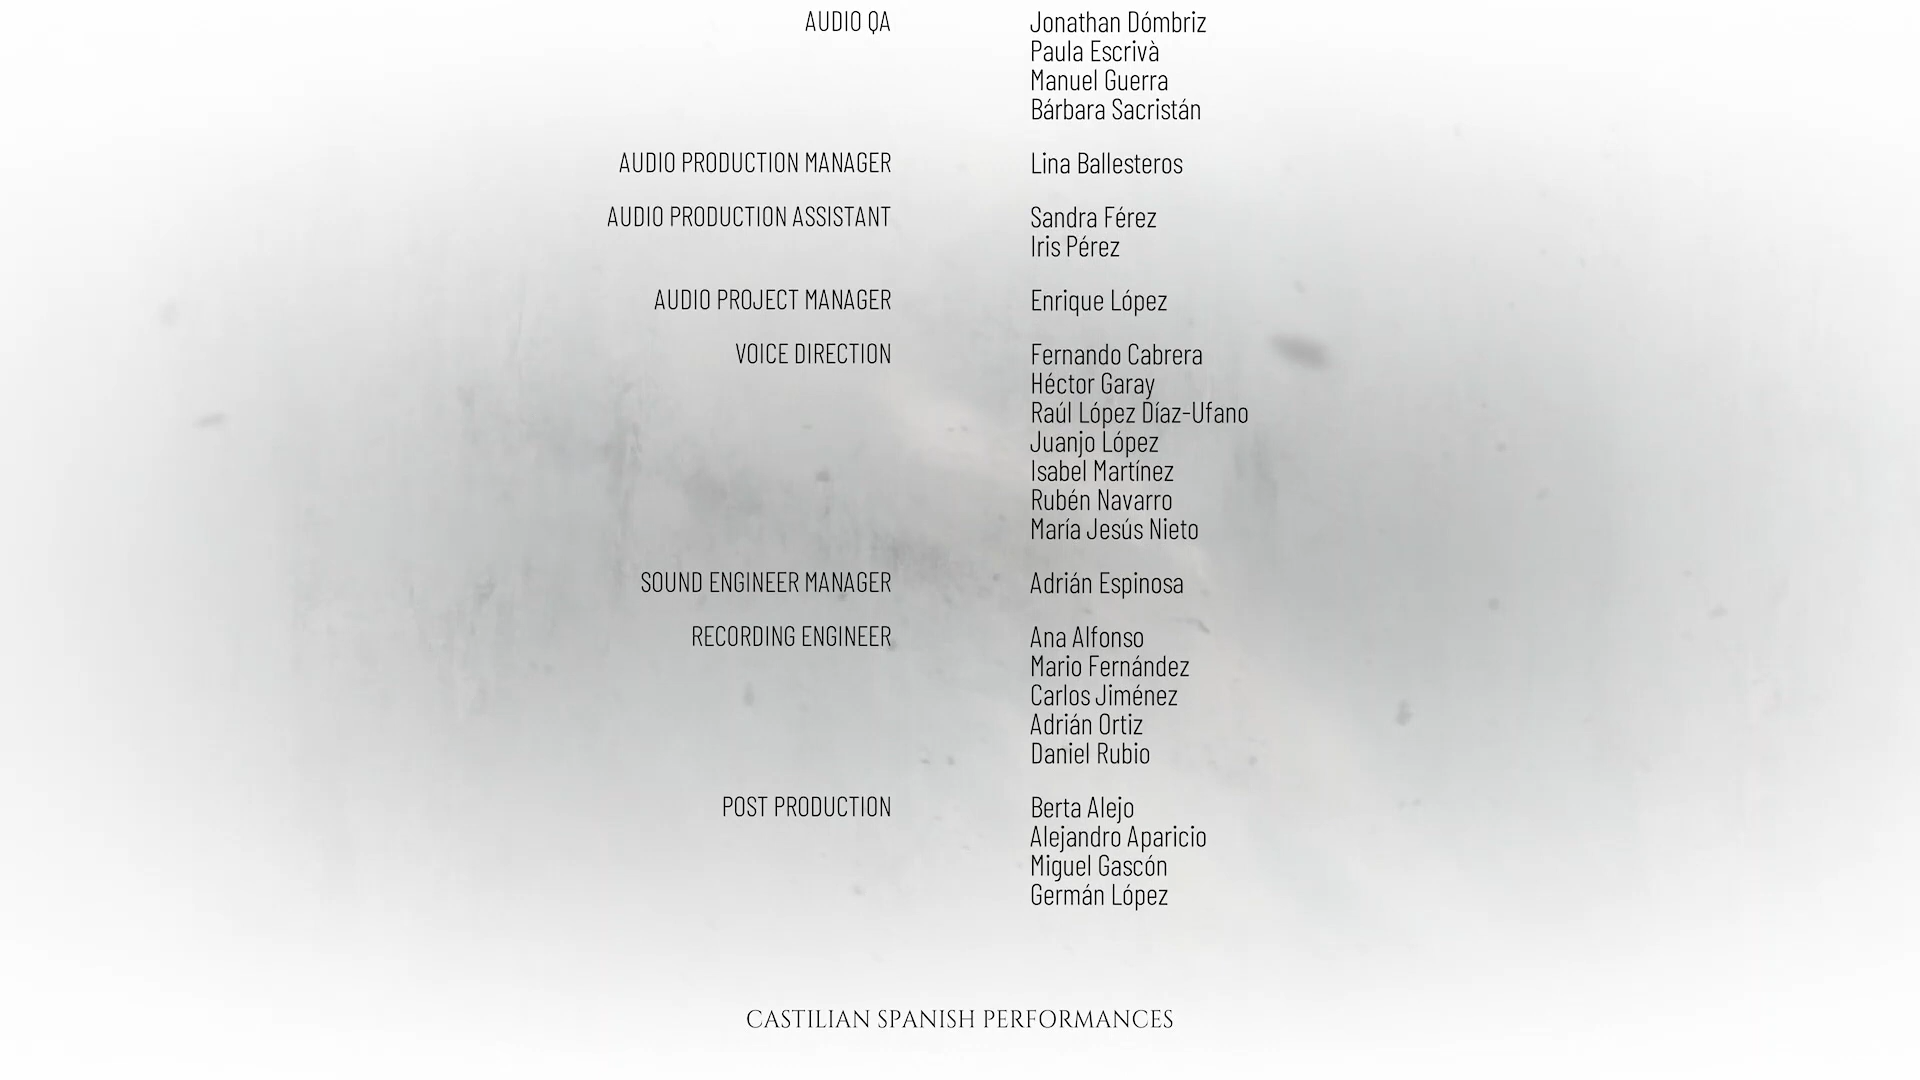 AUDIO QA Jonathan Dómbriz
Paula Escrivà
Manuel Guerra
Bárbara Sacristán
AUDIO PRODUCTION MANAGER Lina Ballesteros
AUDIO PRODUCTION ASSISTANT Sandra Férez
Iris Pérez
AUDIO PROJECT MANAGER Enrique López
VOICE DIRECTION Fernando Cabrera
Héctor Garay
Raúl López Díaz-Ufano
Juanjo López
Isabel Martínez
Rubén Navarro
María Jesús Nieto
SOUND ENGINEER MANAGER Adrián Espinosa
RECORDING ENGINEER Ana Alfonso
Mario Fernández
Carlos Jiménez
Adrián Ortiz
Daniel Rubio
POST PRODUCTION Berta Alejo
Alejandro Aparicio
Miguel Gascón
Germán López
CASTILIAN SPANISH PERFORMANCES